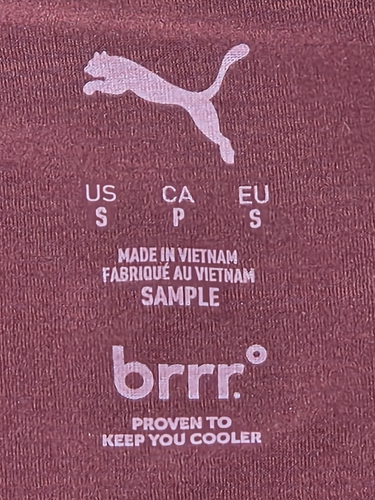 US CA EU
S P S
MADE IN VIETNAM
FABRIQUÉ AU VIETNAM
SAMPLE
brrr.°
PROVEN TO
KEEP YOU COOLER